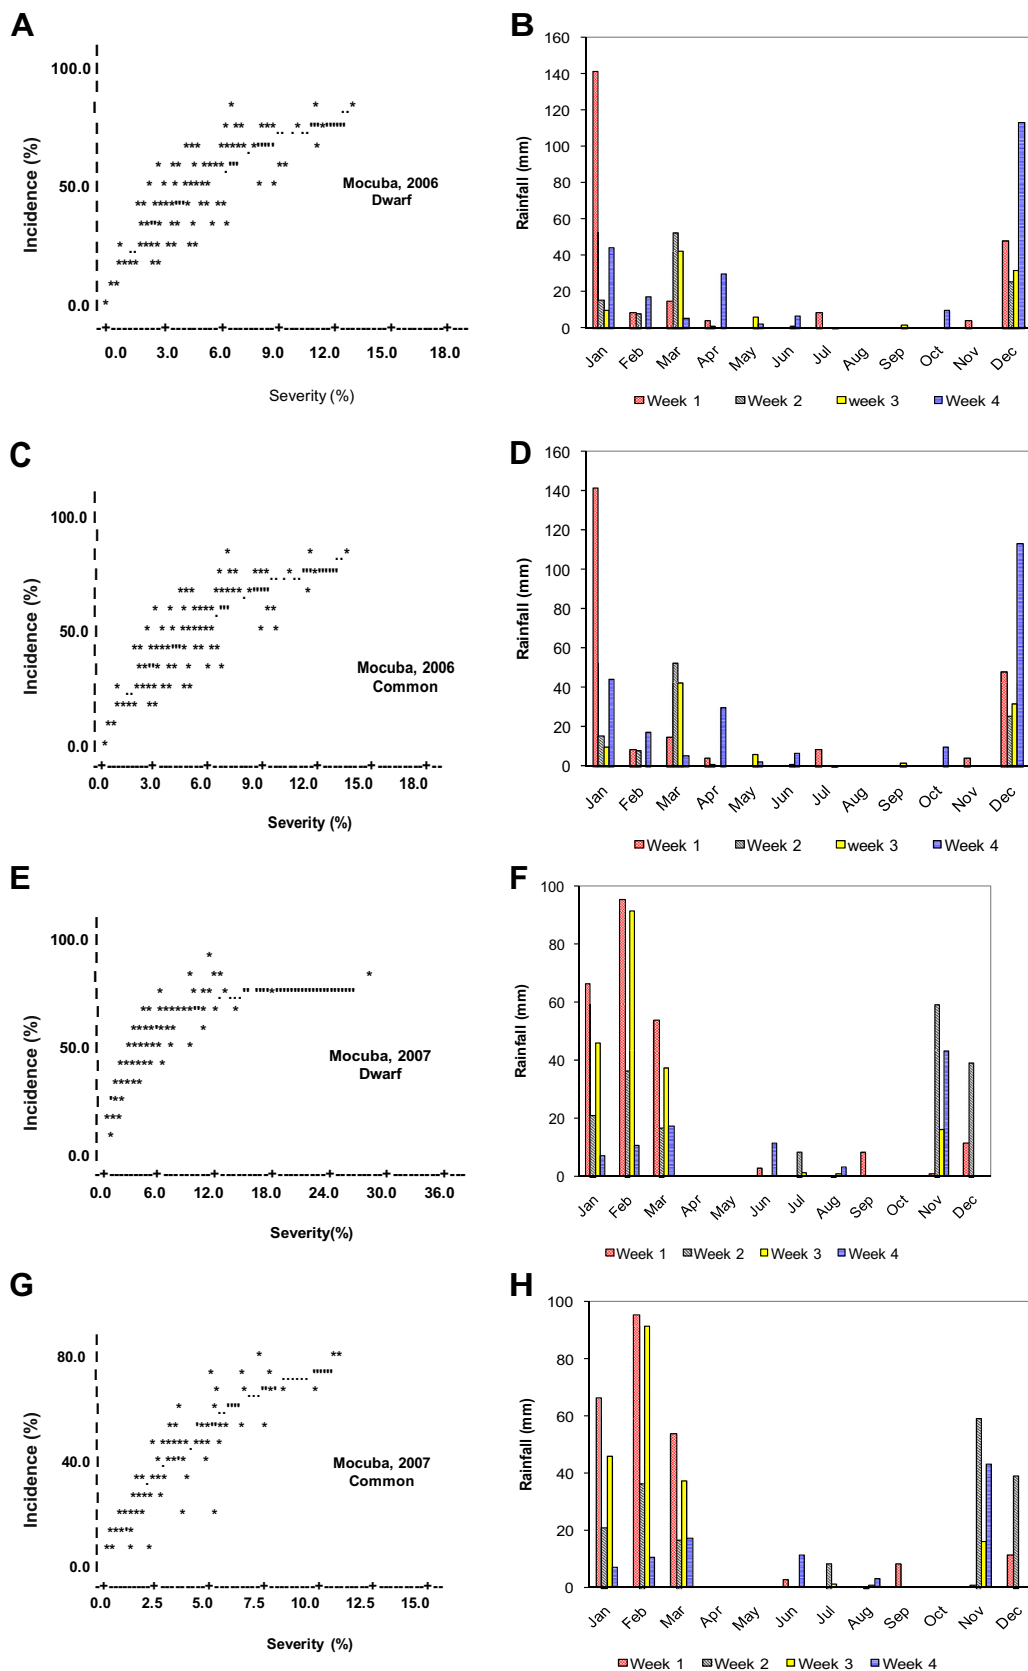 A
Incidence (%)
100.0
50.0
0.0
Mocuba, 2006
Dwarf
0.0 3.0 6.0 9.0 12.0 15.0 18.0
Severity (%)
B
Rainfall (mm)
160
140
120
100
80
60
40
20
0
Jan Feb Mar Apr May Jun Jul Aug Sep Oct Nov Dec
Week 1 Week 2 week 3 Week 4
C
Incidence (%)
100.0
50.0
0.0
Mocuba, 2006
Common
0.0 3.0 6.0 9.0 12.0 15.0 18.0
Severity (%)
D
Rainfall (mm)
160
140
120
100
80
60
40
20
0
Jan Feb Mar Apr May Jun Jul Aug Sep Oct Nov Dec
Week 1 Week 2 week 3 Week 4
E
Incidence (%)
100.0
50.0
0.0
Mocuba, 2007
Dwarf
0.0 6.0 12.0 18.0 24.0 30.0 36.0
Severity(%)
F
Rainfall (mm)
100
80
60
40
20
0
Jan Feb Mar Apr May Jun Jul Aug Sep Oct Nov Dec
Week 1 Week 2 Week 3 Week 4
G
Incidence (%)
80.0
40.0
0.0
Mocuba, 2007
Common
0.0 2.5 5.0 7.5 10.0 12.5 15.0
Severity (%)
H
Rainfall (mm)
100
80
60
40
20
0
Jan Feb Mar Apr May Jun Jul Aug Sep Oct Nov Dec
Week 1 Week 2 Week 3 Week 4